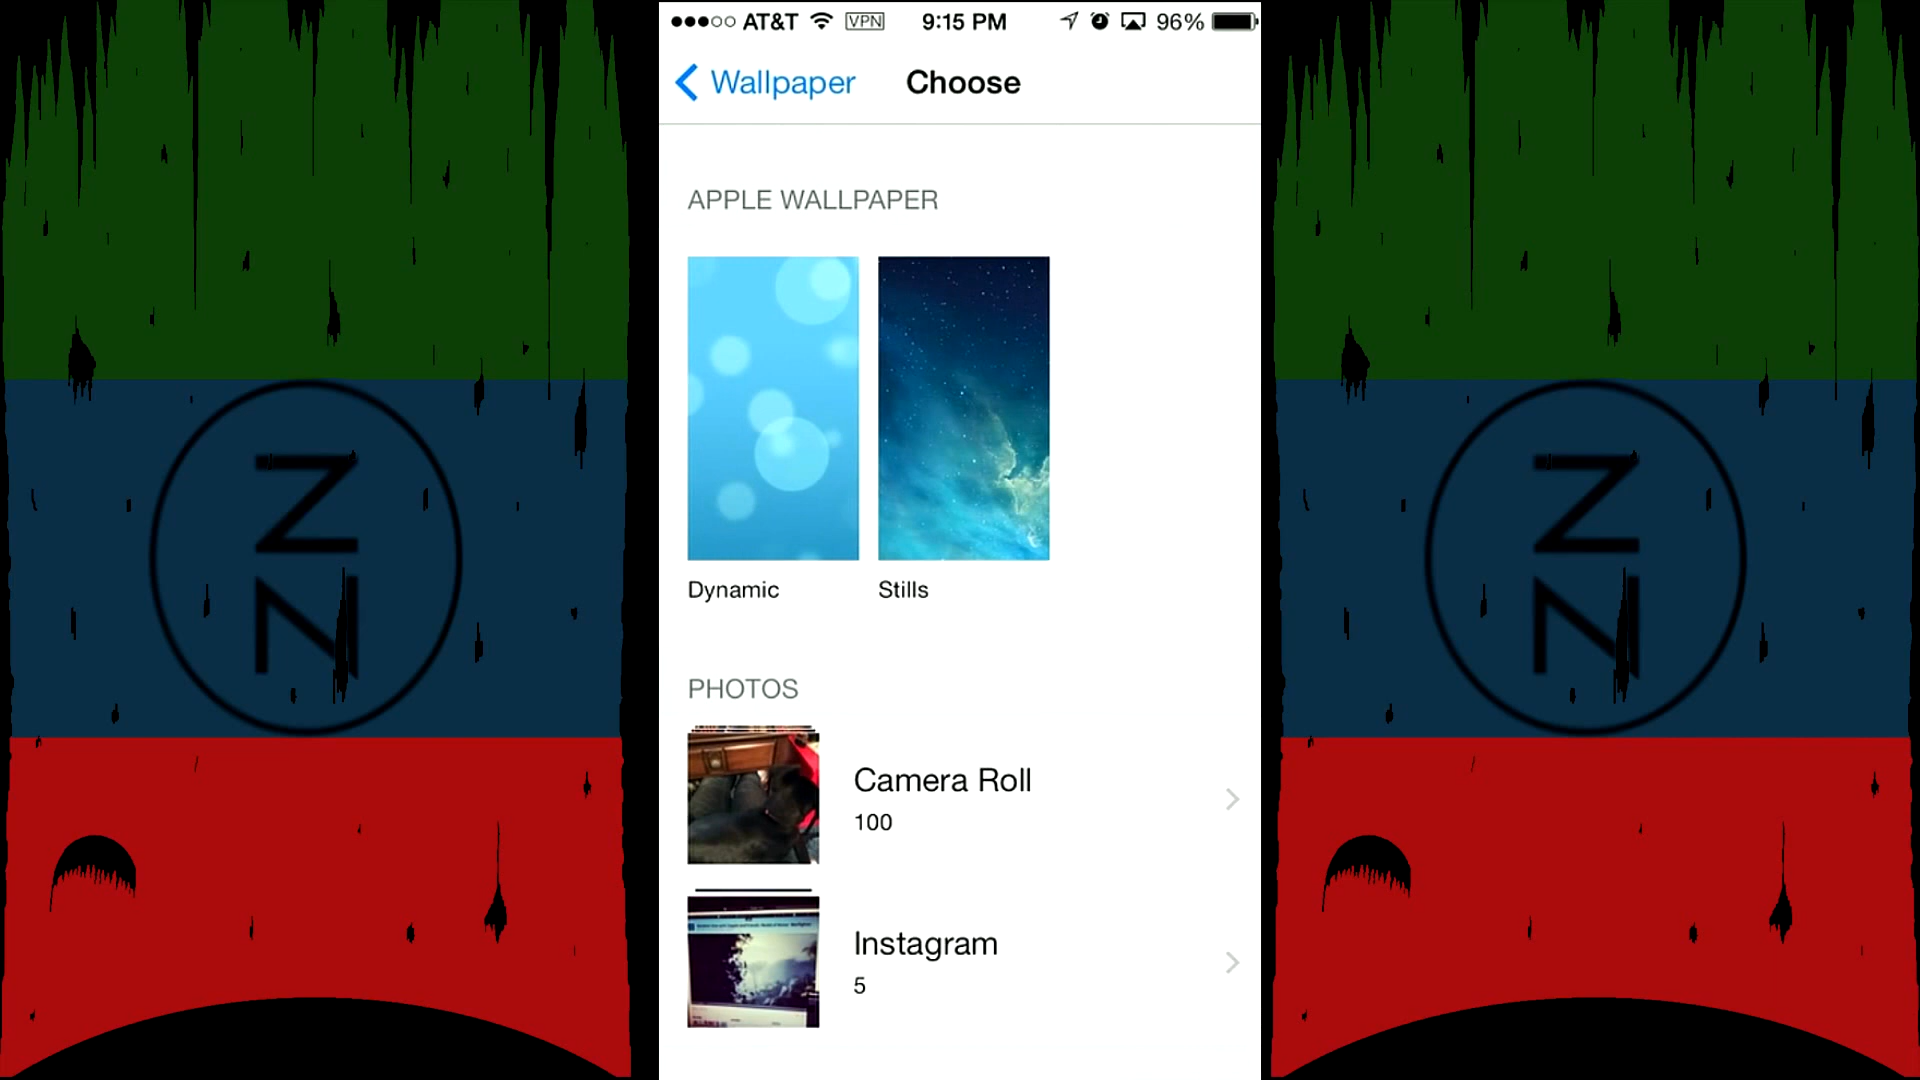 AT&T VPN 9:15 PM 96%
Wallpaper Choose
APPLE WALLPAPER
Dynamic Stills
PHOTOS
Camera Roll
100
Instagram
5